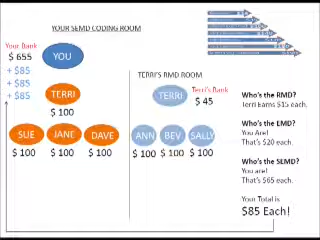 YOUR SEMD CODING ROOM
Your Bank
$ 655
+ $85
+ $85
+ $85
YOU
TERRI
$ 100
SUE
JANE
DAVE
$ 100
$ 100
$ 100
TERRI'S RMD ROOM
TERRI
Terri's Bank
$ 45
ANN
BEV
SALLY
$ 100
$ 100
$ 100
Who's the RMD?
Terri Earns $15 each.
Who's the EMD?
You Are!
That's $20 each.
Who's the SEMD?
You are!
That's $65 each.
Your Total is
$85 Each!